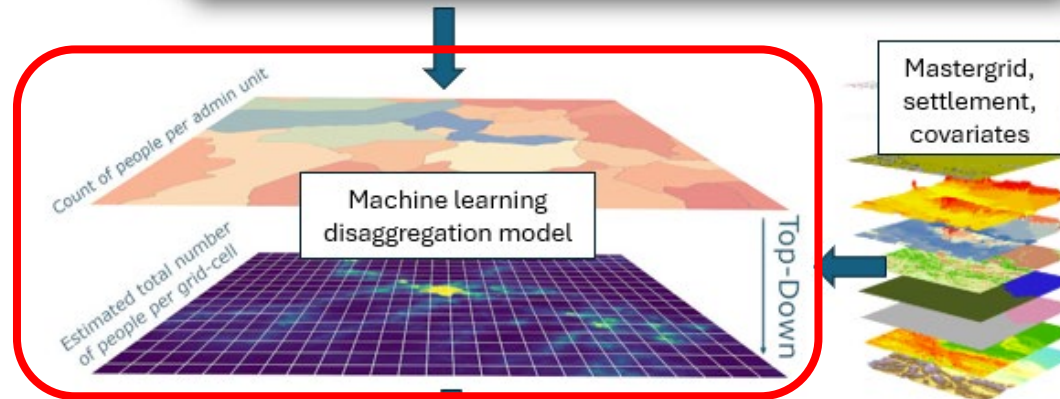 Count of people per admin unit
Mastergrid,
settlement,
covariates
Machine learning
disaggregation model
Estimated total number
of people per grid-cell
Top-Down